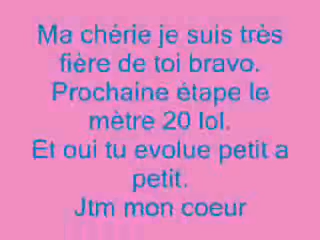 Ma chérie je suis très
fière de toi bravo.
Prochaine étape le
mètre 20 lol.
Et oui tu evolue petit a
petit.
Jtm mon coeur